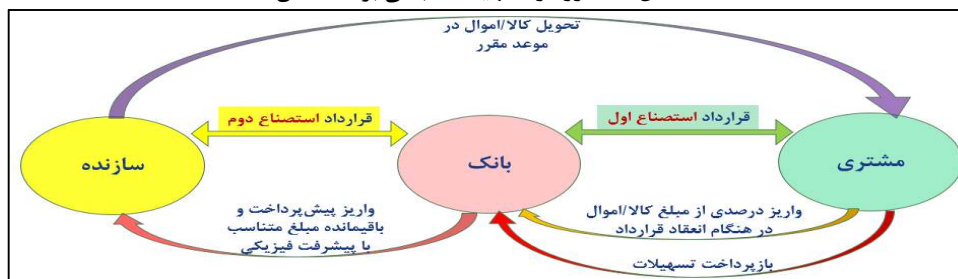 تحویل کالا/اموال در
موعد مقرر
قرارداد استصناع اول
قرارداد استصناع دوم
مشتری
بانک
سازنده
واریز درصدی از مبلغ کالا/اموال
در هنگام انعقاد قرارداد
واریز پیش‌پرداخت و
باقیمانده مبلغ متناسب
با پیشرفت فیزیکی
بازپرداخت تسهیلات